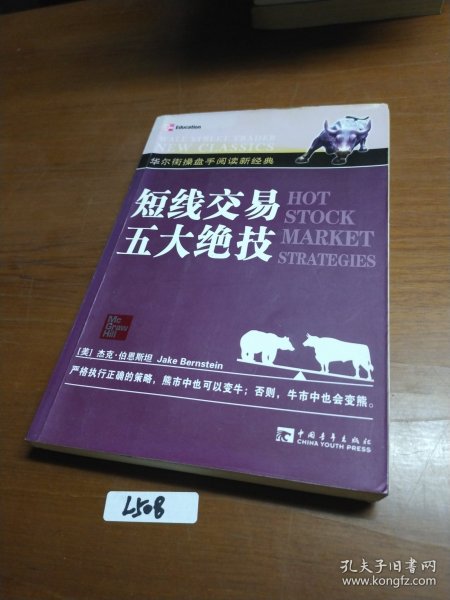 Education
WALL STREET TRADER
NEW CLASSICS
华尔街操盘手阅读新经典
短线交易
五大绝技
HOT
STOCK
MARKET
STRATEGIES
Mc
Graw
Hill
[美] 杰克·伯恩斯坦 Jake Bernstein
严格执行正确的策略，熊市中也可以变牛；否则，牛市中也会变熊。
中国青年出版社
CHINA YOUTH PRESS
L508
孔夫子旧书网
www.kongfz.com